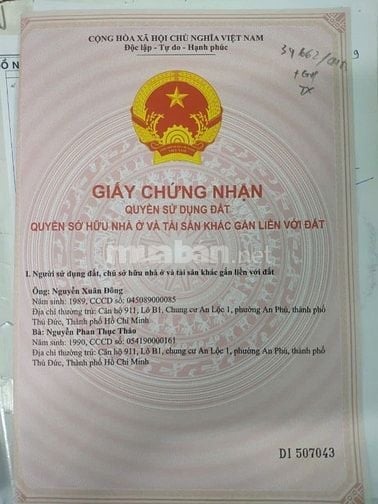 CỘNG HÒA XÃ HỘI CHỦ NGHĨA VIỆT NAM
Độc lập - Tự do - Hạnh phúc
GIẤY CHỨNG NHẬN
QUYỀN SỬ DỤNG ĐẤT
QUYỀN SỞ HỮU NHÀ Ở VÀ TÀI SẢN KHÁC GẮN LIỀN VỚI ĐẤT
muaban.net
I. Người sử dụng đất, chủ sở hữu nhà ở và tài sản khác gắn liền với đất
Ông: Nguyễn Xuân Đông
Năm sinh: 1989, CCCD số: 045089000085
Địa chỉ thường trú: Căn hộ 911, Lô B1, Chung cư An Lộc 1, phường An Phú, thành phố
Thủ Đức, Thành phố Hồ Chí Minh
Bà: Nguyễn Phan Thục Thảo
Năm sinh: 1990, CCCD số: 054190000161
Địa chỉ thường trú: Căn hộ 911, Lô B1, chung cư An Lộc 1, phường An Phú, thành phố
Thủ Đức, Thành phố Hồ Chí Minh
DI 507043